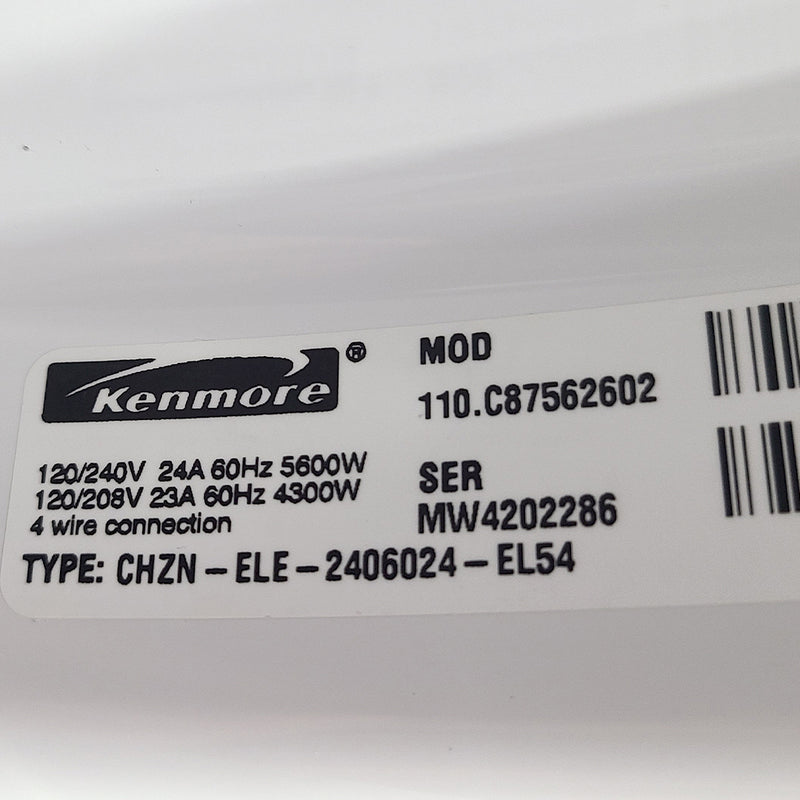 Kenmore®
MOD
110.C87562602
120/240V 24A 60Hz 5600W
120/208V 23A 60Hz 4300W
4 wire connection
SER
MW4202286
TYPE: CHZN-ELE-2406024-EL54